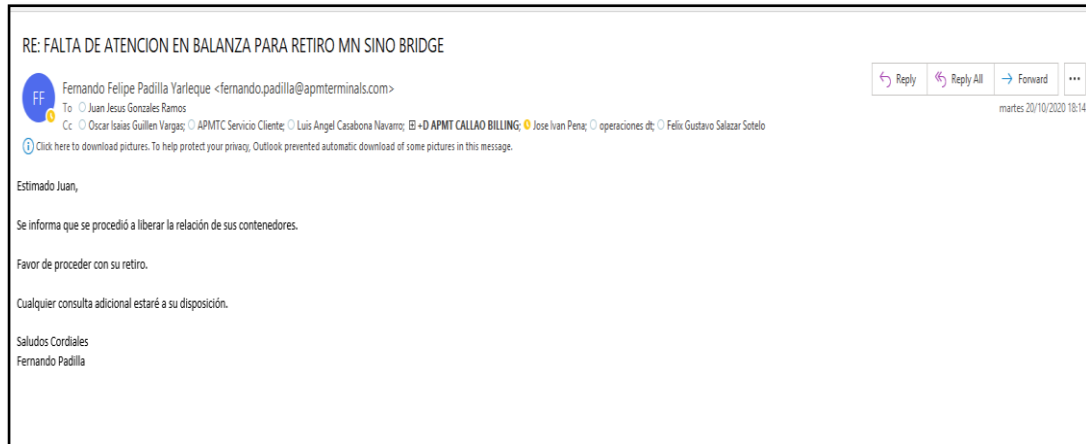 RE: FALTA DE ATENCION EN BALANZA PARA RETIRO MN SINO BRIDGE
FF
Fernando Felipe Padilla Yarleque <fernando.padilla@apmterminals.com>
Reply
Reply All
Forward
...
To Juan Jesus Gonzales Ramos
martes 20/10/2020 18:14
Cc Oscar Isaias Guillen Vargas; APMTC Servicio Cliente; Luis Angel Casabona Navarro; +D APMT CALLAO BILLING; Jose Ivan Pena; operaciones dt; Felix Gustavo Salazar Sotelo
Click here to download pictures. To help protect your privacy, Outlook prevented automatic download of some pictures in this message.
Estimado Juan,
Se informa que se procedió a liberar la relación de sus contenedores.
Favor de proceder con su retiro.
Cualquier consulta adicional estaré a su disposición.
Saludos Cordiales
Fernando Padilla